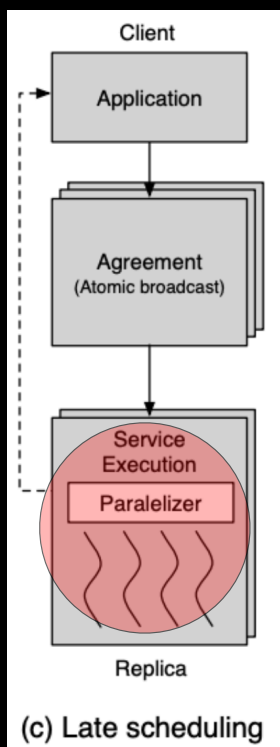 Client
Application
Agreement
(Atomic broadcast)
Service
Execution
Paralelizer
Replica
(c) Late scheduling